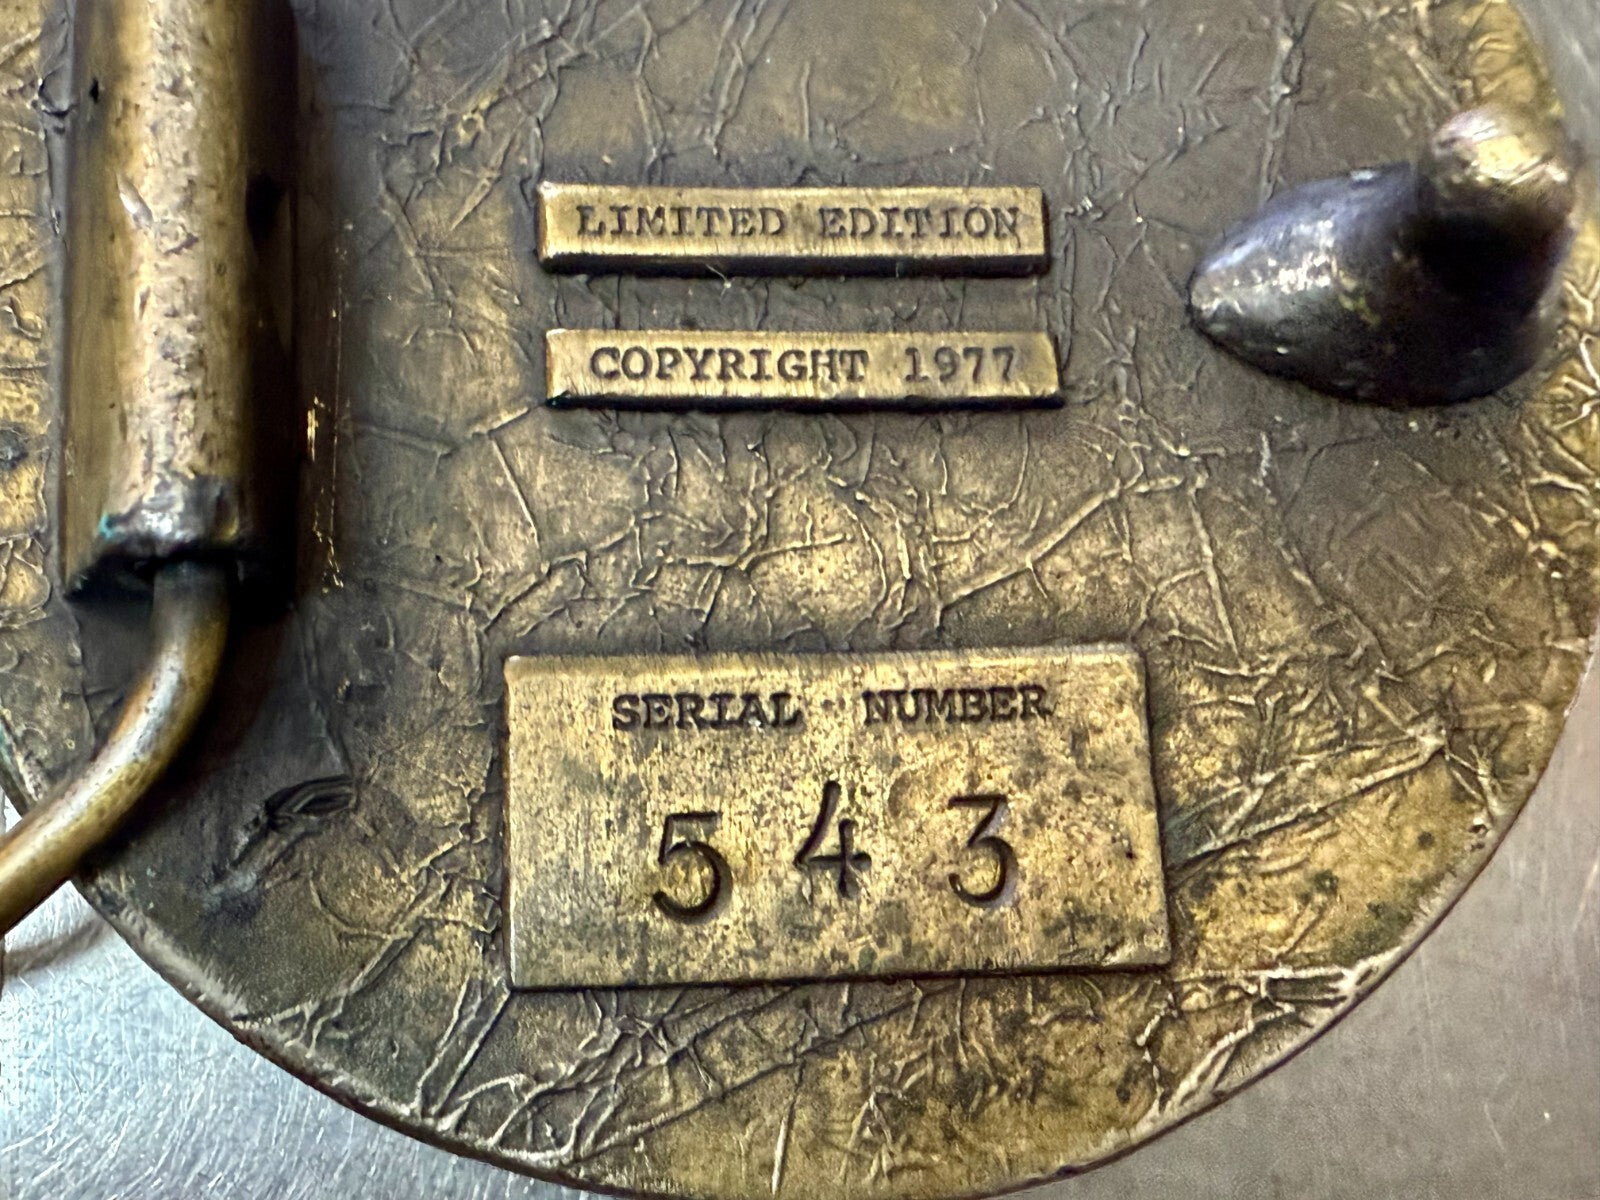 LIMITED EDITION
COPYRIGHT 1977
SERIAL NUMBER
543